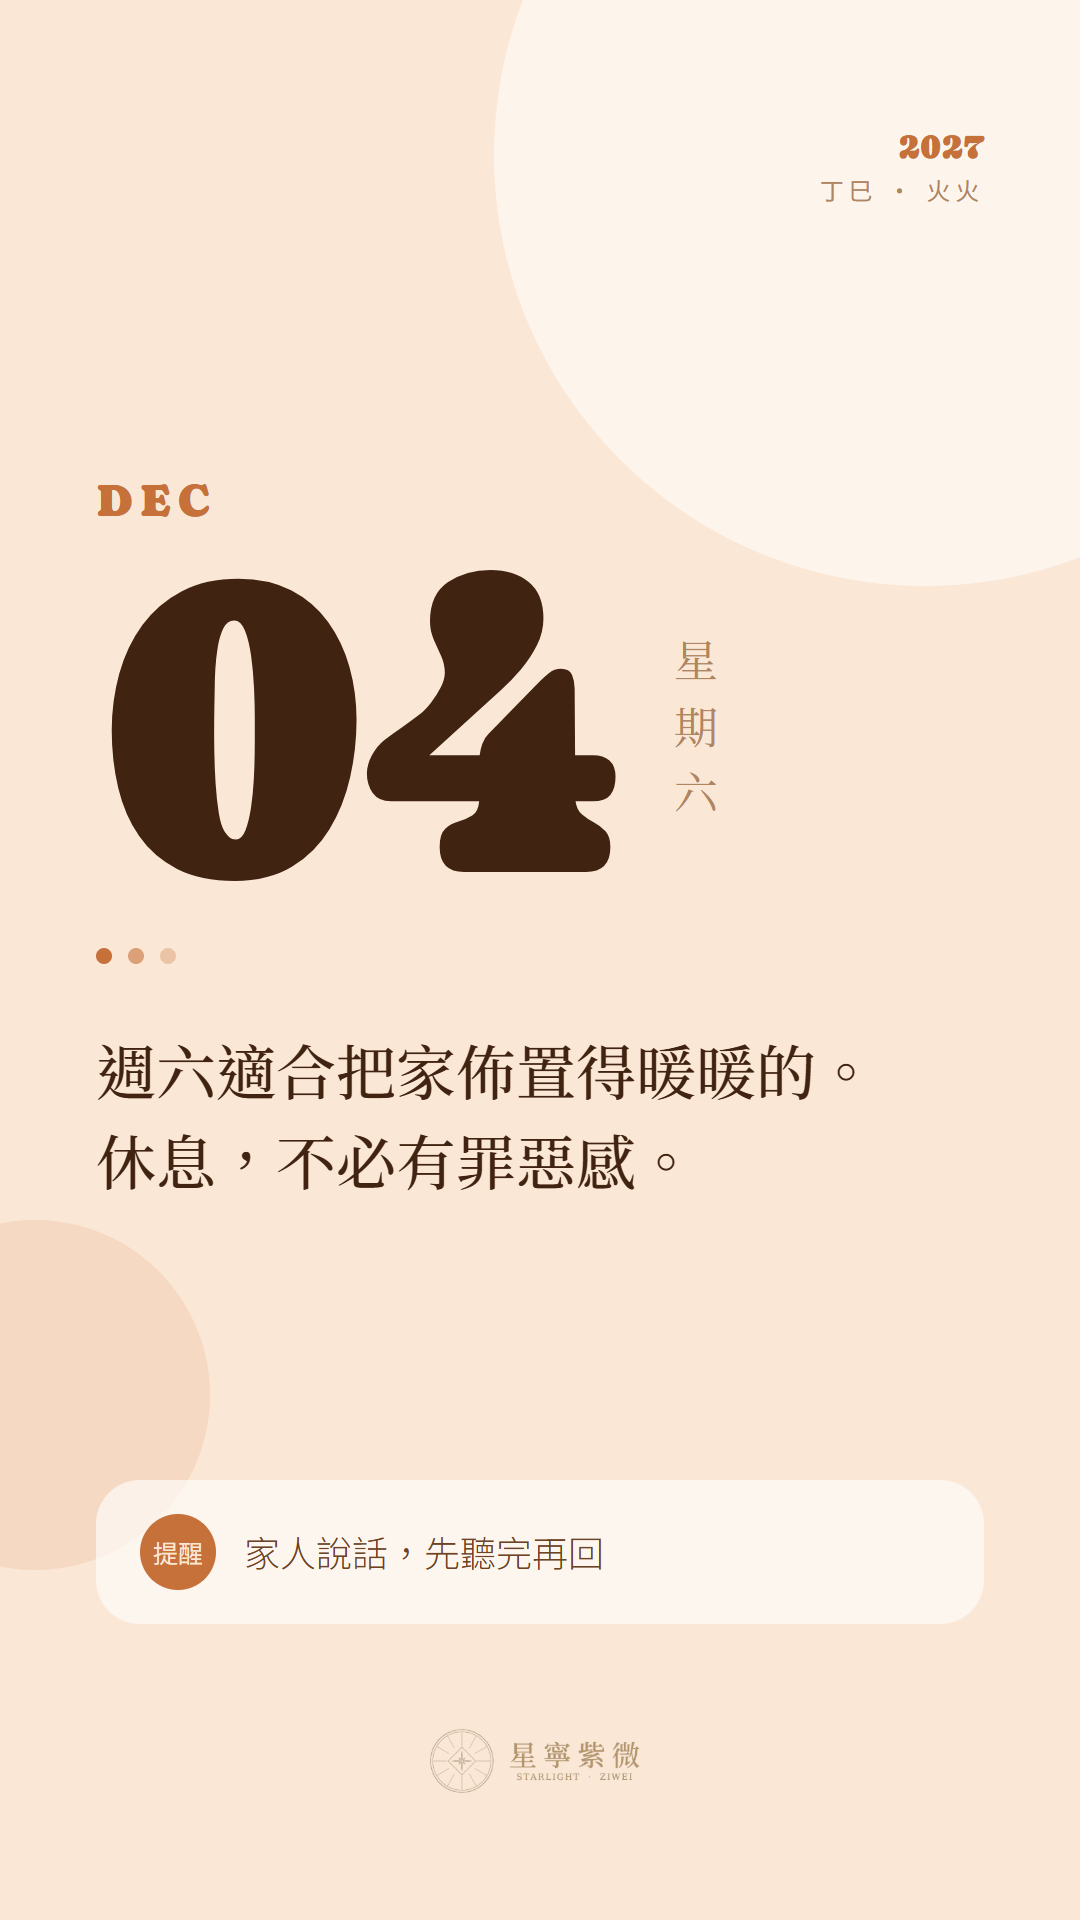 2027
丁巳 · 火火
DEC
04
星期六
週六適合把家佈置得暖暖的。
休息，不必有罪惡感。
提醒
家人說話，先聽完再回
星寧紫微
STARLIGHT · ZIWEI